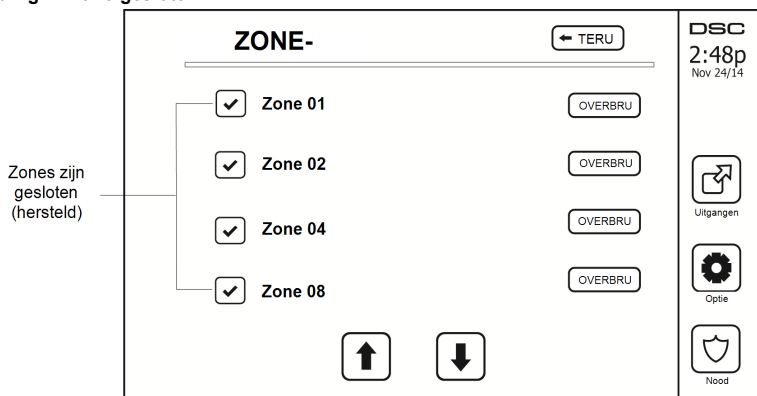 ZONE-
TERU
DSC
2:48p
Nov 24/14
Zone 01
OVERBRU
Zone 02
OVERBRU
Zones zijn
gesloten
(hersteld)
Uitgangen
Zone 04
OVERBRU
Zone 08
OVERBRU
Optie
Nood